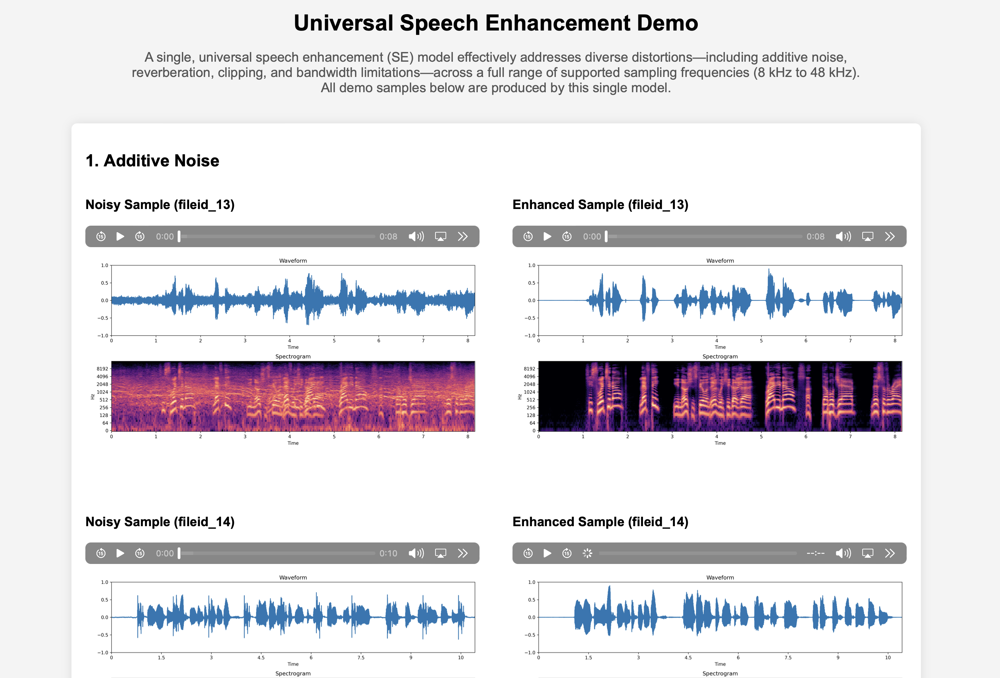 Universal Speech Enhancement Demo
A single, universal speech enhancement (SE) model effectively addresses diverse distortions—including additive noise,
reverberation, clipping, and bandwidth limitations—across a full range of supported sampling frequencies (8 kHz to 48 kHz).
All demo samples below are produced by this single model.
1. Additive Noise
Noisy Sample (fileid_13)
15 15 0:00 0:08
Waveform
1.0
0.5
0.0
−0.5
−1.0
0 1 2 3 4 5 6 7 8
Time
Spectrogram
8192
4096
2048
1024
512
256
128
64
0
Hz
0 1 2 3 4 5 6 7 8
Time
Enhanced Sample (fileid_13)
15 15 0:00 0:08
Waveform
1.0
0.5
0.0
−0.5
−1.0
0 1 2 3 4 5 6 7 8
Time
Spectrogram
8192
4096
2048
1024
512
256
128
64
0
Hz
0 1 2 3 4 5 6 7 8
Time
Noisy Sample (fileid_14)
15 15 0:00 0:10
Waveform
1.0
0.5
0.0
−0.5
−1.0
0 1.5 3 4.5 6 7.5 9 10
Time
Spectrogram
Enhanced Sample (fileid_14)
15 15 --:--
Waveform
1.0
0.5
0.0
−0.5
−1.0
0 1.5 3 4.5 6 7.5 9 10
Time
Spectrogram